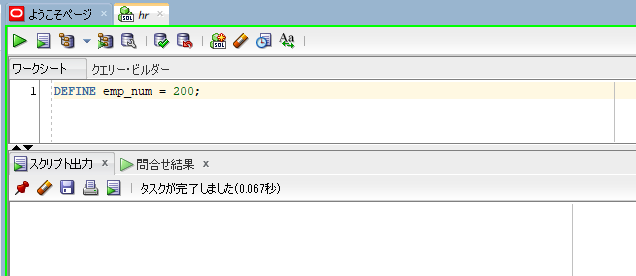 ようこそページ hr
SQL Aa
ワークシート クエリー・ビルダー
1 DEFINE emp_num = 200;
スクリプト出力 x 問合せ結果 x
タスクが完了しました(0.067秒)